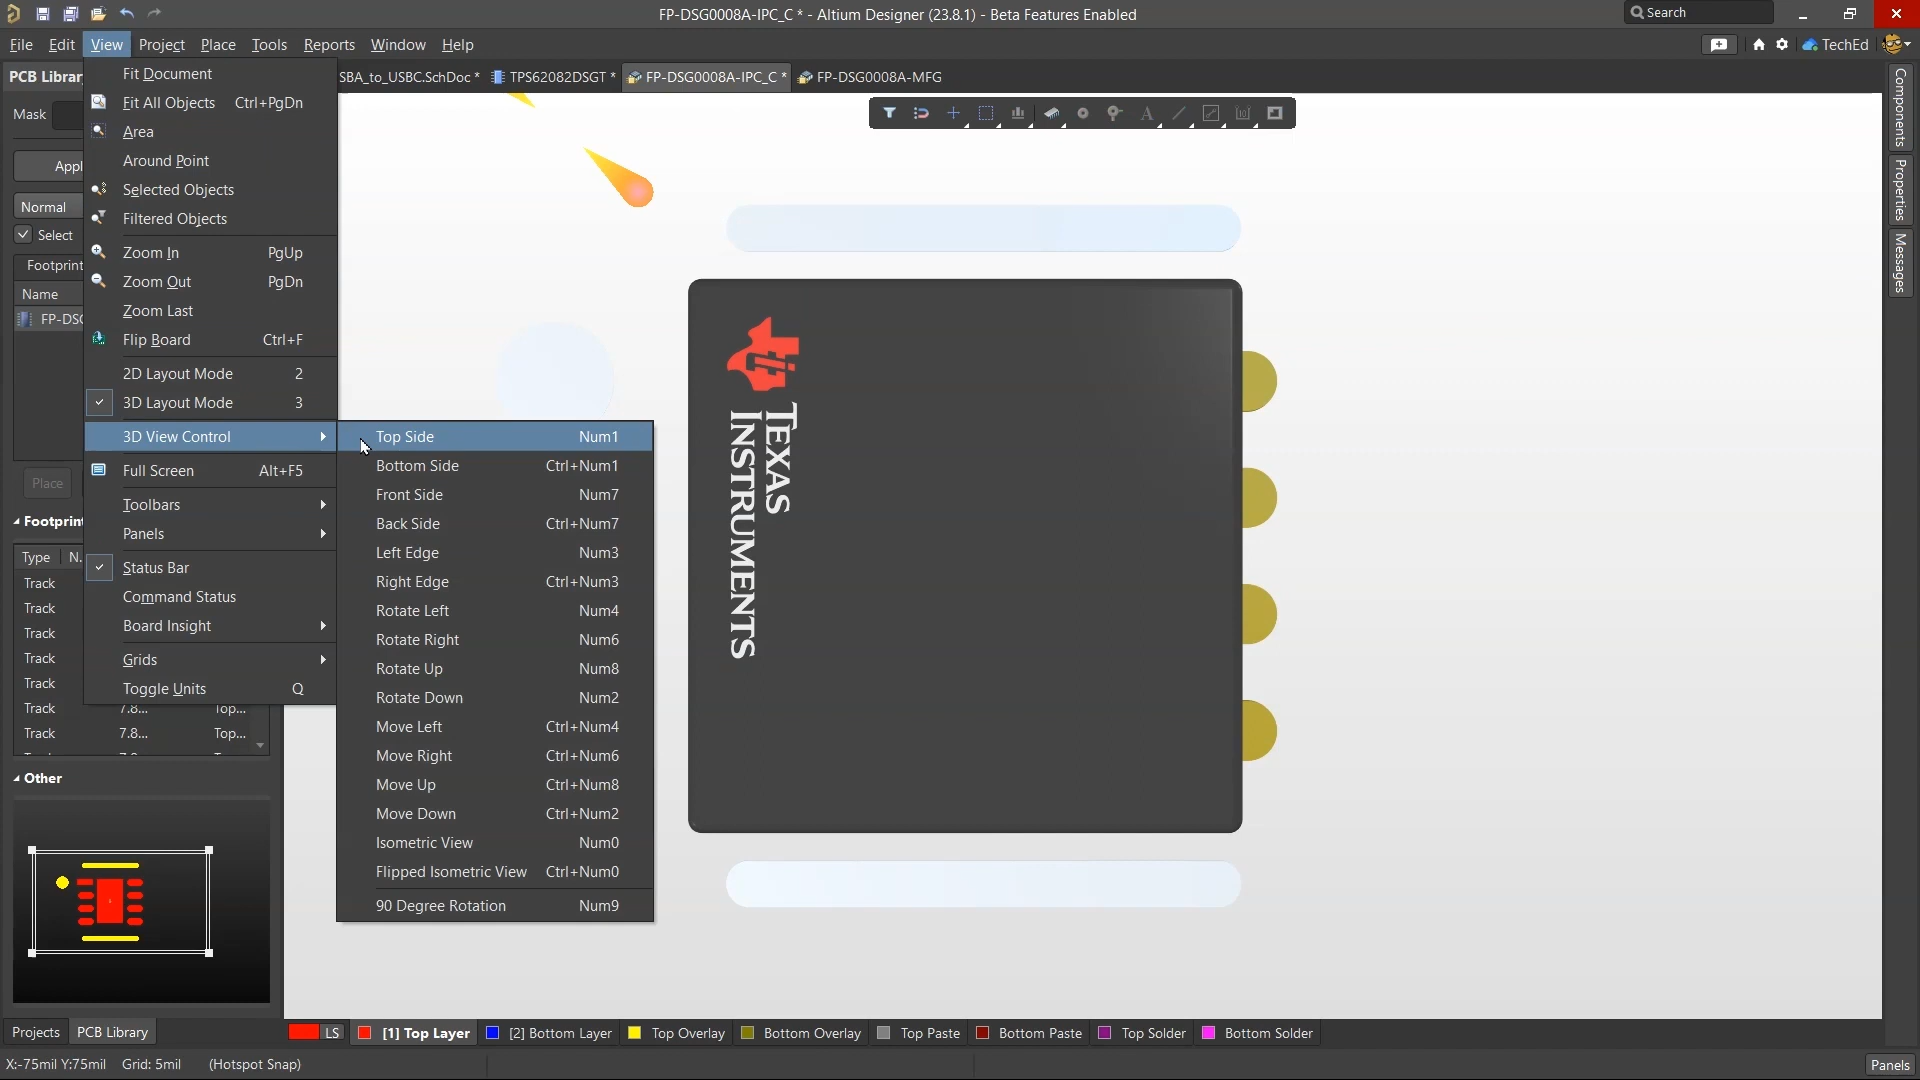 FP-DSG0008A-IPC_C * - Altium Designer (23.8.1) - Beta Features Enabled
Search
File Edit View Project Place Tools Reports Window Help
TechEd
PCB Librar
SBA_to_USBC.SchDoc * TPS62082DSGT * FP-DSG0008A-IPC_C * FP-DSG0008A-MFG
Mask
Appl
Normal
Select
Footprint
Name
FP-DSG
Place
Footprint
Type N..
Track
Track
Track
Track
Track
Track 7.8... Top...
Track 7.8... Top...
Other
Fit Document
Fit All Objects Ctrl+PgDn
Area
Around Point
Selected Objects
Filtered Objects
Zoom In PgUp
Zoom Out PgDn
Zoom Last
Flip Board Ctrl+F
2D Layout Mode 2
3D Layout Mode 3
3D View Control
Full Screen Alt+F5
Toolbars
Panels
Status Bar
Command Status
Board Insight
Grids
Toggle Units Q
Top Side Num1
Bottom Side Ctrl+Num1
Front Side Num7
Back Side Ctrl+Num7
Left Edge Num3
Right Edge Ctrl+Num3
Rotate Left Num4
Rotate Right Num6
Rotate Up Num8
Rotate Down Num2
Move Left Ctrl+Num4
Move Right Ctrl+Num6
Move Up Ctrl+Num8
Move Down Ctrl+Num2
Isometric View Num0
Flipped Isometric View Ctrl+Num0
90 Degree Rotation Num9
TEXAS
INSTRUMENTS
Components
Properties
Messages
Projects PCB Library
LS [1] Top Layer [2] Bottom Layer Top Overlay Bottom Overlay Top Paste Bottom Paste Top Solder Bottom Solder
X:-75mil Y:75mil Grid: 5mil (Hotspot Snap)
Panels